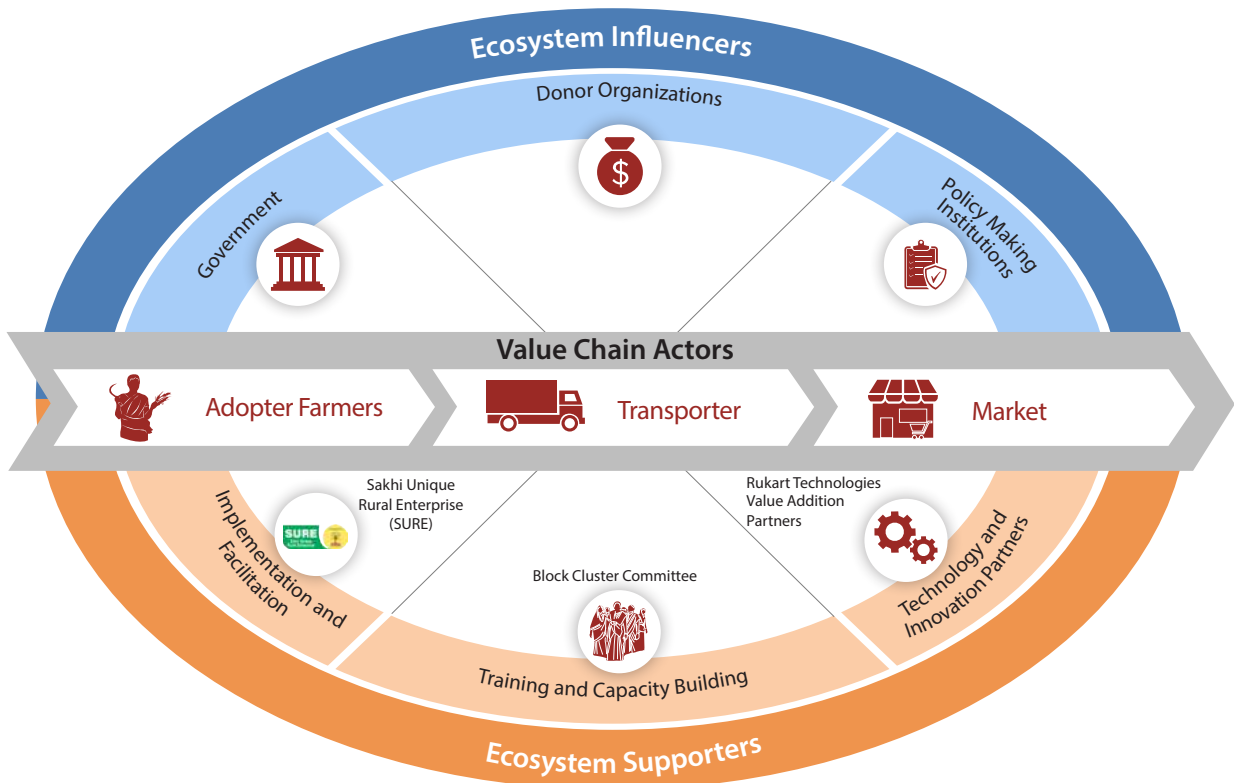 Ecosystem Influencers
Donor Organizations
Government
Policy Making
Institutions
$
Value Chain Actors
Adopter Farmers
Transporter
Market
Sakhi Unique
Rural Enterprise
(SURE)
Rukart Technologies
Value Addition
Partners
SURE
Implementation and
Facilitation
Block Cluster Committee
Technology and
Innovation Partners
Training and Capacity Building
Ecosystem Supporters